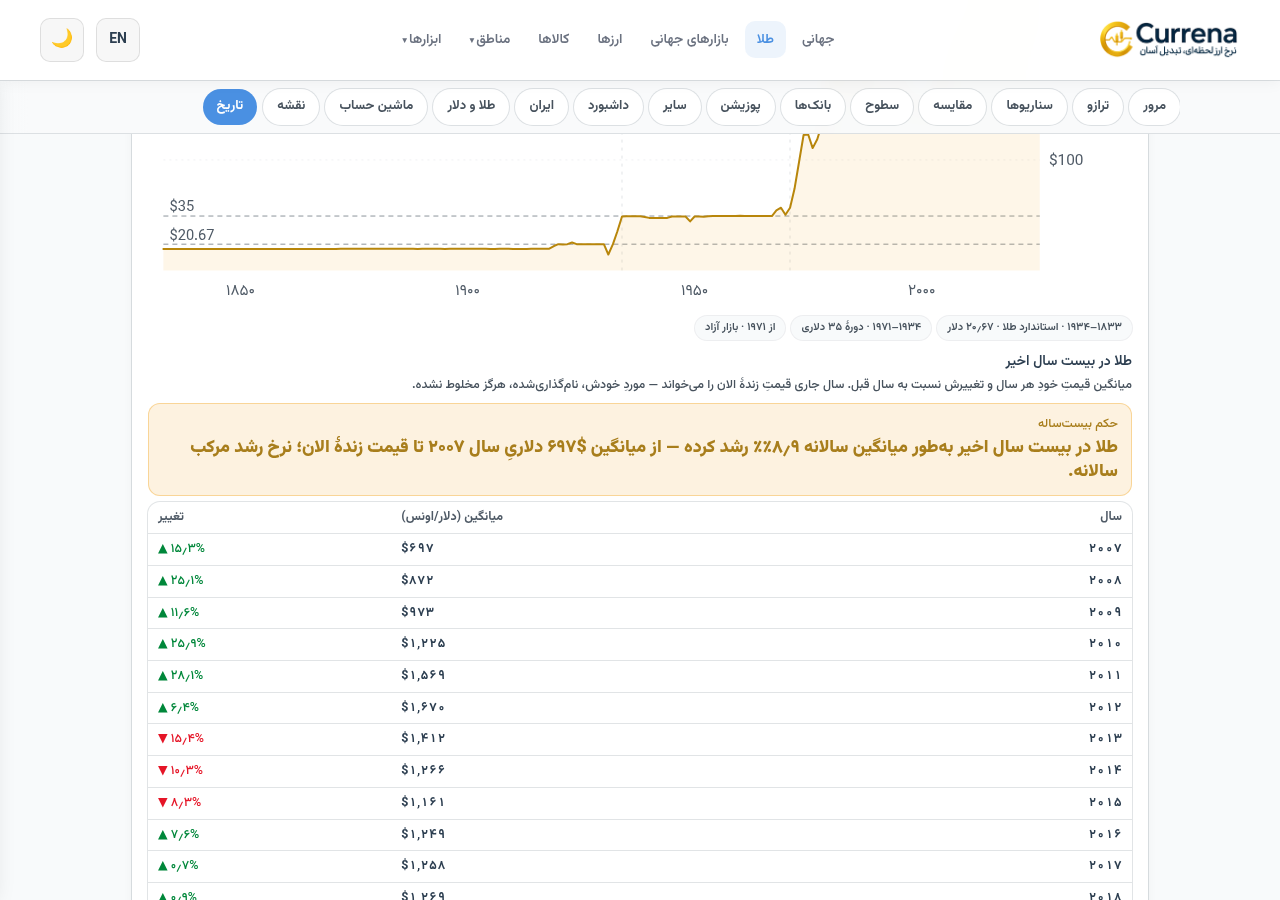 Currena
نرخ ارز لحظه‌ای، تبدیل آسان
جهانی
طلا
بازارهای جهانی
ارزها
کالاها
مناطق ▾
ابزارها ▾
EN
مرور
ترازو
سناریوها
مقایسه
سطوح
بانک‌ها
پوزیشن
سایر
داشبورد
ایران
طلا و دلار
ماشین حساب
نقشه
تاریخ
$100
$35
$20.67
۱۸۵۰
۱۹۰۰
۱۹۵۰
۲۰۰۰
۱۸۳۳–۱۹۳۴ · استاندارد طلا · ۲۰٫۶۷ دلار
۱۹۳۴–۱۹۷۱ · دورهٔ ۳۵ دلاری
از ۱۹۷۱ · بازار آزاد
طلا در بیست سال اخیر
میانگین قیمتِ خودِ هر سال و تغییرش نسبت به سال قبل. سال جاری قیمتِ زندهٔ الان را می‌خواند — موردِ خودش، نام‌گذاری‌شده، هرگز مخلوط نشده.
حکم بیست‌ساله
طلا در بیست سال اخیر به‌طور میانگین سالانه ۸٫۹٪٪ رشد کرده — از میانگین $۶۹۷ دلاریِ سال ۲۰۰۷ تا قیمت زندهٔ الان؛ نرخ رشد مرکب
سالانه.
سال میانگین (دلار/اونس) تغییر
۲۰۰۷ $۶۹۷ ▲ ۱۵٫۳%
۲۰۰۸ $۸۷۲ ▲ ۲۵٫۱%
۲۰۰۹ $۹۷۳ ▲ ۱۱٫۶%
۲۰۱۰ $۱,۲۲۵ ▲ ۲۵٫۹%
۲۰۱۱ $۱,۵۶۹ ▲ ۲۸٫۱%
۲۰۱۲ $۱,۶۷۰ ▲ ۶٫۴%
۲۰۱۳ $۱,۴۱۲ ▼ ۱۵٫۴%
۲۰۱۴ $۱,۲۶۶ ▼ ۱۰٫۳%
۲۰۱۵ $۱,۱۶۱ ▼ ۸٫۳%
۲۰۱۶ $۱,۲۴۹ ▲ ۷٫۶%
۲۰۱۷ $۱,۲۵۸ ▲ ۰٫۷%
۲۰۱۸ $۱,۲۶۹ ▲ ۰٫۹%